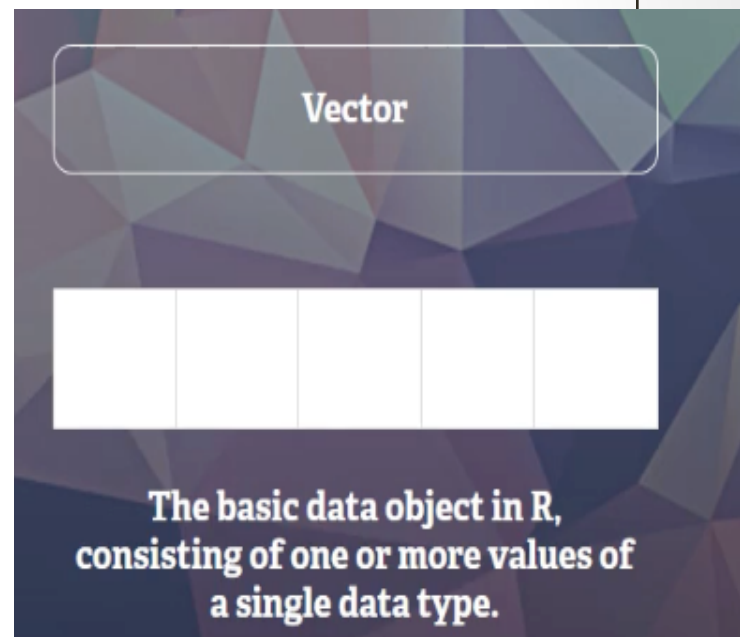 Vector
The basic data object in R,
consisting of one or more values of
a single data type.